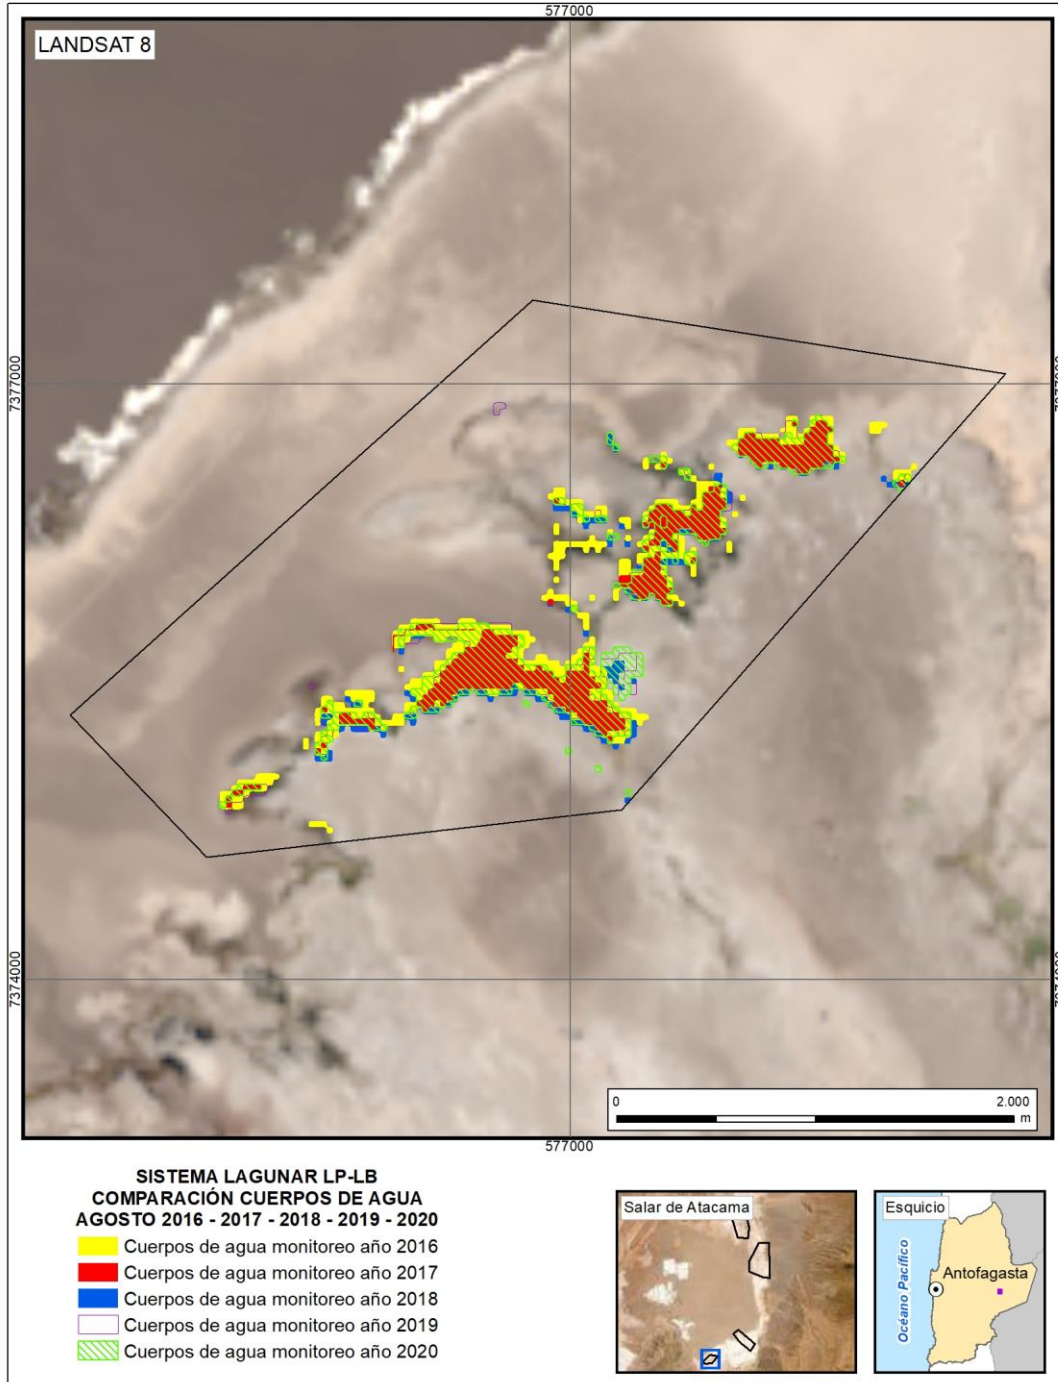 577000
LANDSAT 8
7377000
7377000
7374000
7374000
0 2.000
m
577000
SISTEMA LAGUNAR LP-LB
COMPARACIÓN CUERPOS DE AGUA
AGOSTO 2016 - 2017 - 2018 - 2019 - 2020
Cuerpos de agua monitoreo año 2016
Cuerpos de agua monitoreo año 2017
Cuerpos de agua monitoreo año 2018
Cuerpos de agua monitoreo año 2019
Cuerpos de agua monitoreo año 2020
Salar de Atacama
Esquicio
Océano Pacífico
Antofagasta